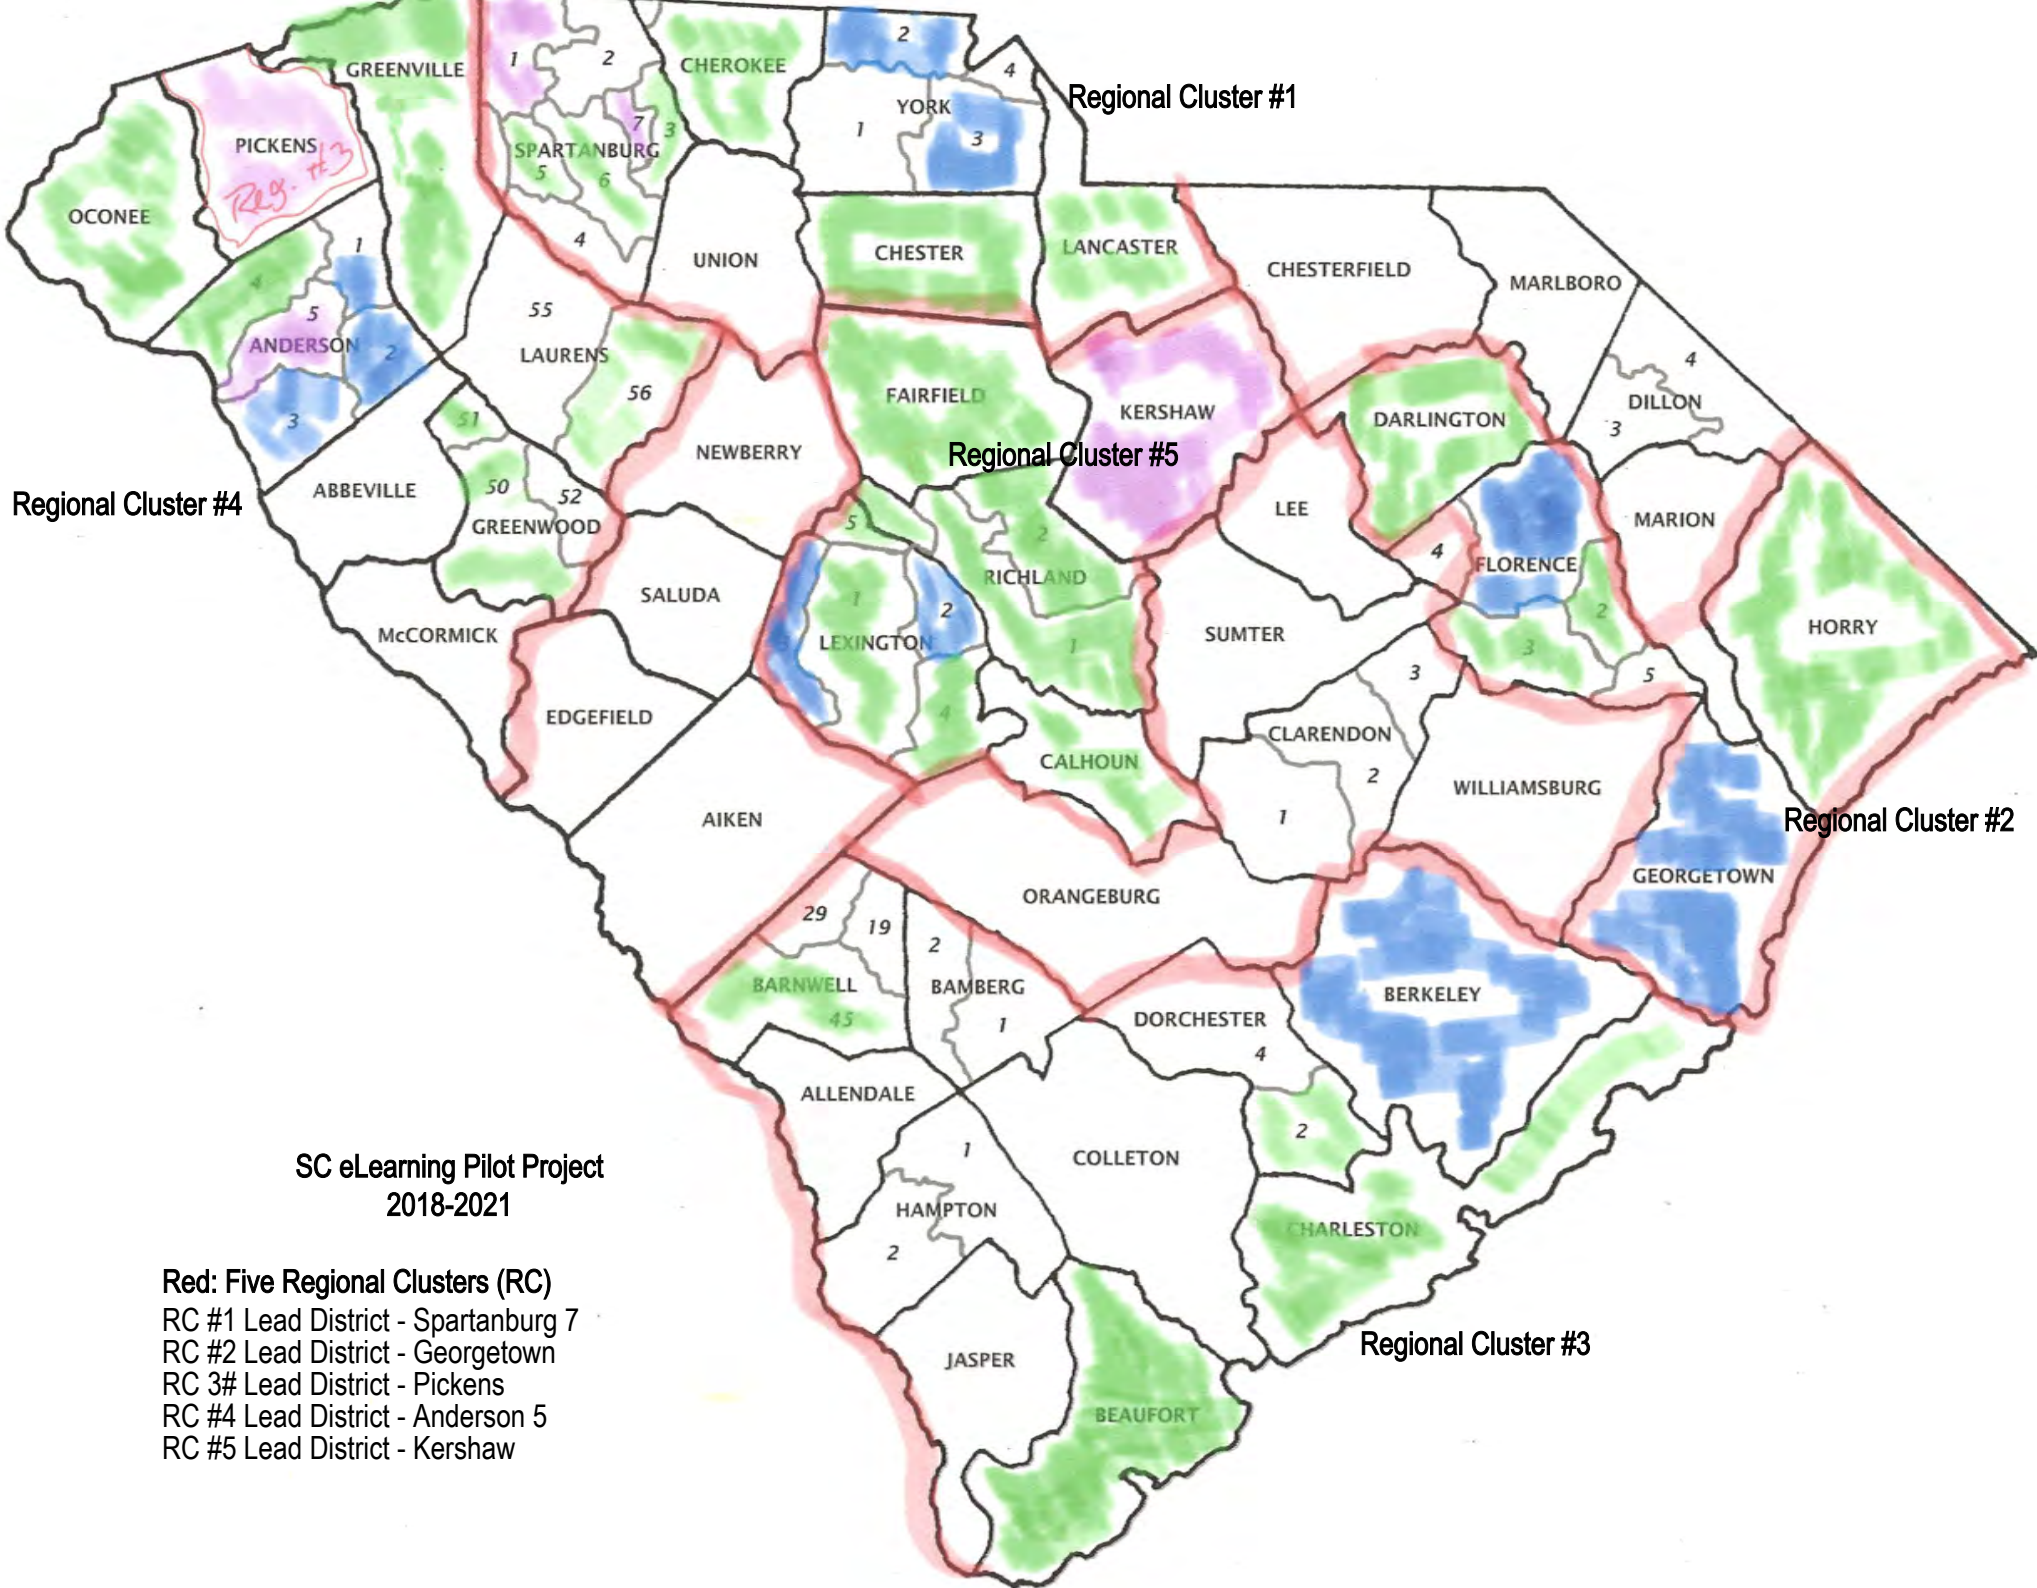 2
1
2
CHEROKEE
GREENVILLE
4
YORK
Regional Cluster #1
1
3
7
3
PICKENS
SPARTANBURG
Reg. #3
5
6
OCONEE
1
4
UNION
CHESTER
LANCASTER
CHESTERFIELD
MARLBORO
4
5
55
ANDERSON
2
LAURENS
4
56
3
FAIRFIELD
KERSHAW
DILLON
3
51
DARLINGTON
NEWBERRY
Regional Cluster #5
Regional Cluster #4
ABBEVILLE
50
52
GREENWOOD
LEE
MARION
5
2
4
FLORENCE
RICHLAND
SALUDA
1
2
2
McCORMICK
3
LEXINGTON
1
SUMTER
3
HORRY
3
5
EDGEFIELD
4
CLARENDON
CALHOUN
2
WILLIAMSBURG
AIKEN
1
Regional Cluster #2
GEORGETOWN
ORANGEBURG
29
19
2
BARNWELL
BAMBERG
BERKELEY
45
1
DORCHESTER
4
ALLENDALE
2
1
COLLETON
HAMPTON
CHARLESTON
2
JASPER
Regional Cluster #3
BEAUFORT
SC eLearning Pilot Project
2018-2021
Red: Five Regional Clusters (RC)
RC #1 Lead District - Spartanburg 7
RC #2 Lead District - Georgetown
RC 3# Lead District - Pickens
RC #4 Lead District - Anderson 5
RC #5 Lead District - Kershaw